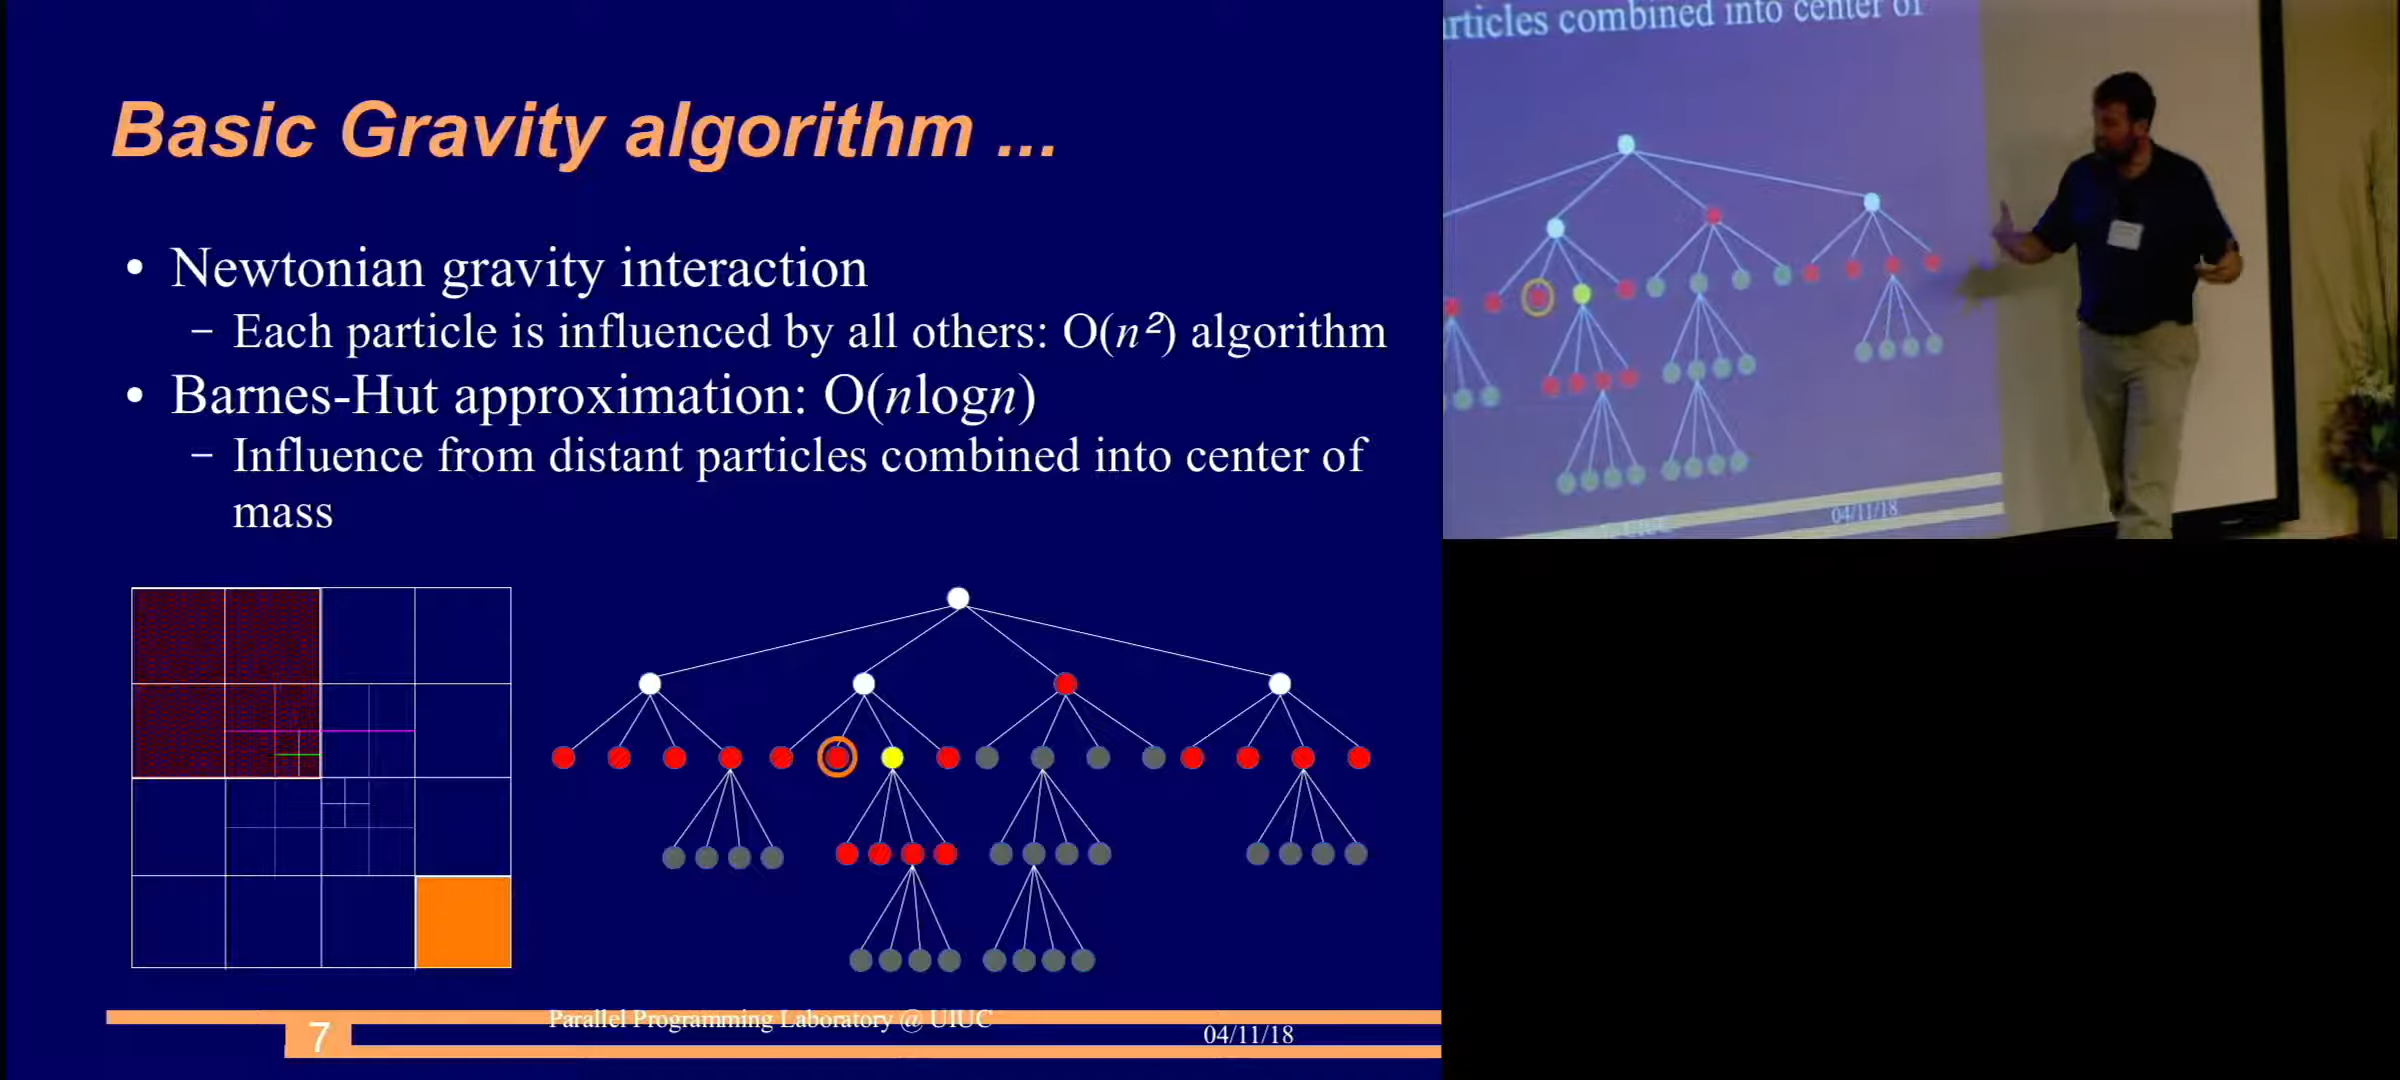 Basic Gravity algorithm ...
• Newtonian gravity interaction
– Each particle is influenced by all others: O(n²) algorithm
• Barnes-Hut approximation: O(nlogn)
– Influence from distant particles combined into center of
mass
7
Parallel Programming Laboratory @ UIUC
04/11/18
particles combined into center of
04/11/18